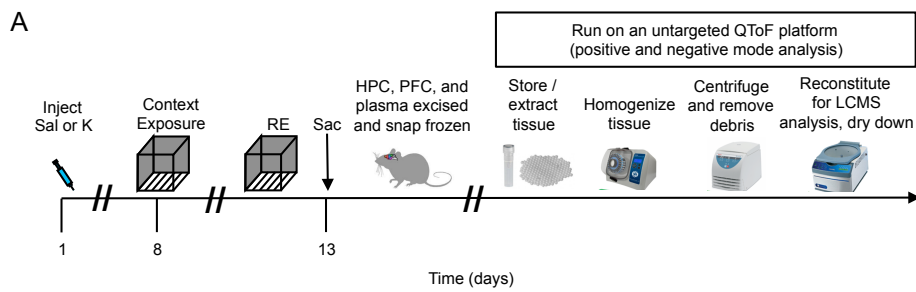 A
Run on an untargeted QToF platform
(positive and negative mode analysis)
Inject
Sal or K
Context
Exposure
RE
Sac
HPC, PFC, and
plasma excised
and snap frozen
Store /
extract
tissue
Homogenize
tissue
Centrifuge
and remove
debris
Reconstitute
for LCMS
analysis, dry down
1
8
13
Time (days)